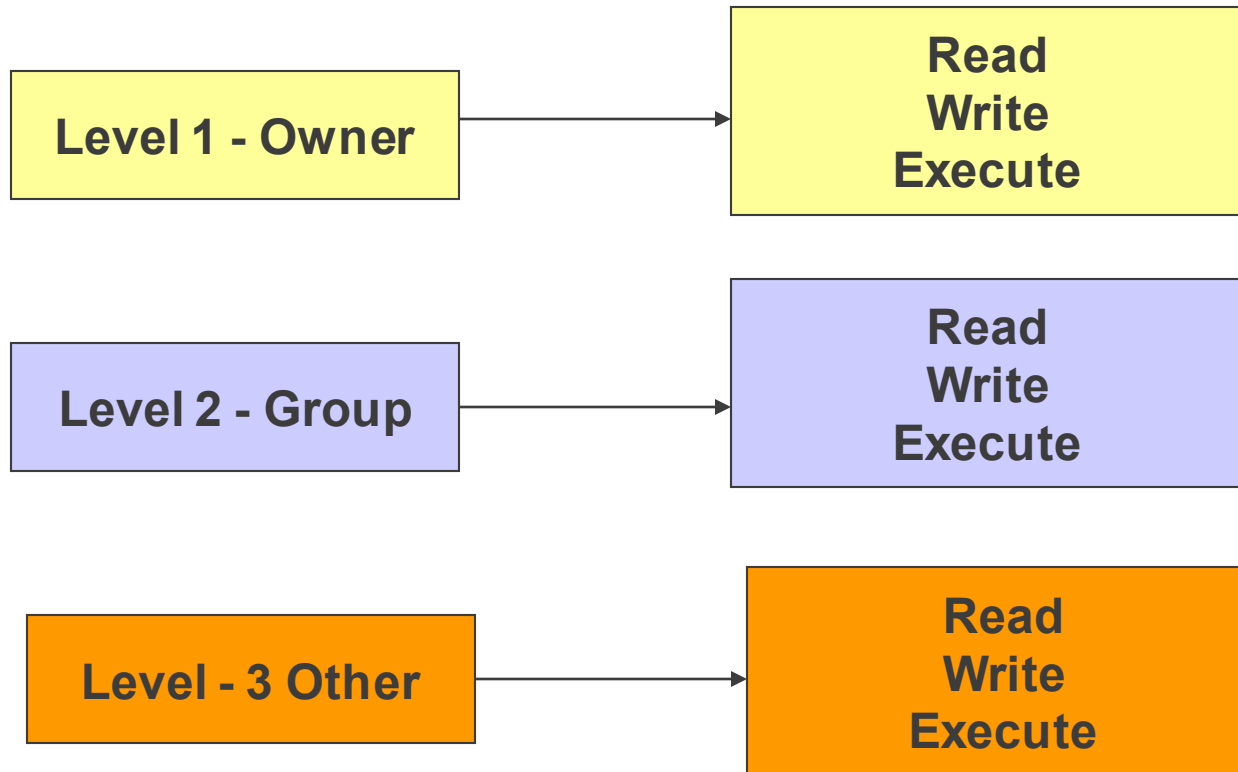 Level 1 - Owner
Read
Write
Execute
Level 2 - Group
Read
Write
Execute
Level - 3 Other
Read
Write
Execute